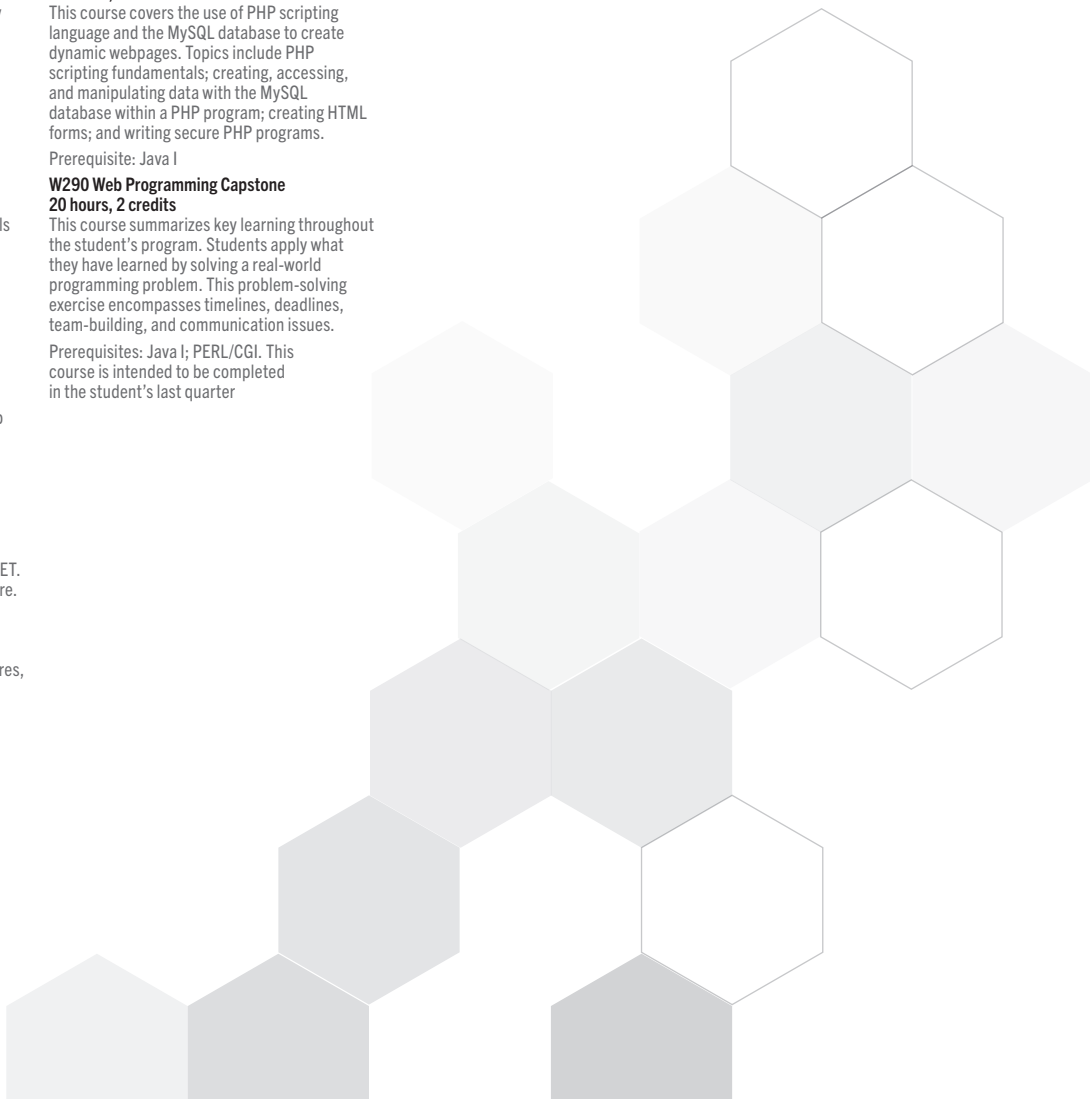 This course covers the use of PHP scripting
language and the MySQL database to create
dynamic webpages. Topics include PHP
scripting fundamentals; creating, accessing,
and manipulating data with the MySQL
database within a PHP program; creating HTML
forms; and writing secure PHP programs.
Prerequisite: Java I
W290 Web Programming Capstone
20 hours, 2 credits
This course summarizes key learning throughout
the student’s program. Students apply what
they have learned by solving a real-world
programming problem. This problem-solving
exercise encompasses timelines, deadlines,
team-building, and communication issues.
Prerequisites: Java I; PERL/CGI. This
course is intended to be completed
in the student’s last quarter